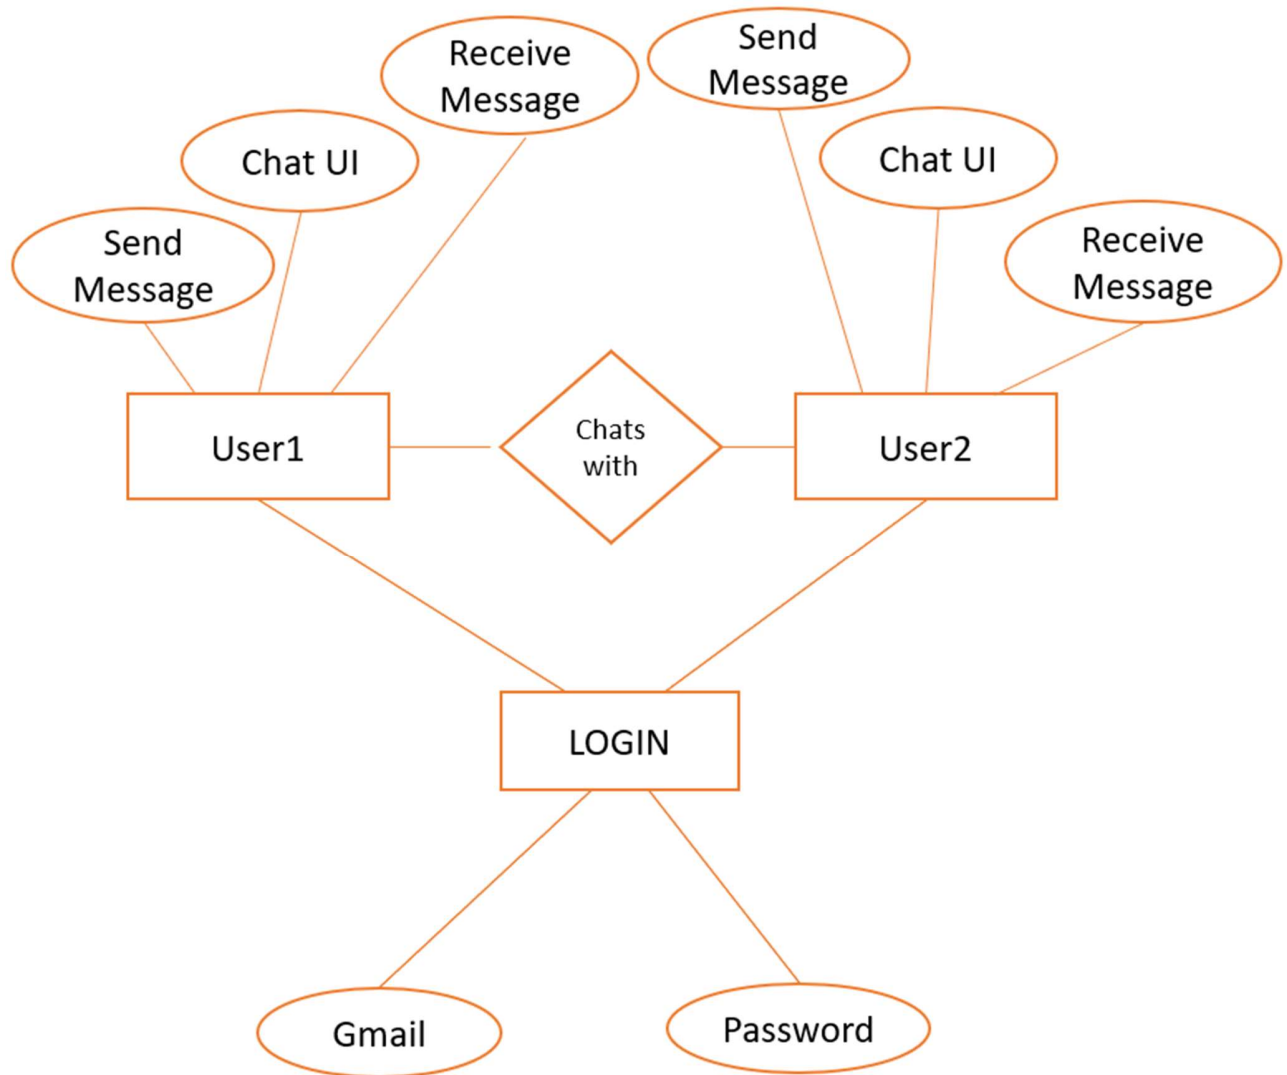 Receive
Message
Send
Message
Chat UI
Chat UI
Send
Message
Receive
Message
User1
Chats
with
User2
LOGIN
Gmail
Password